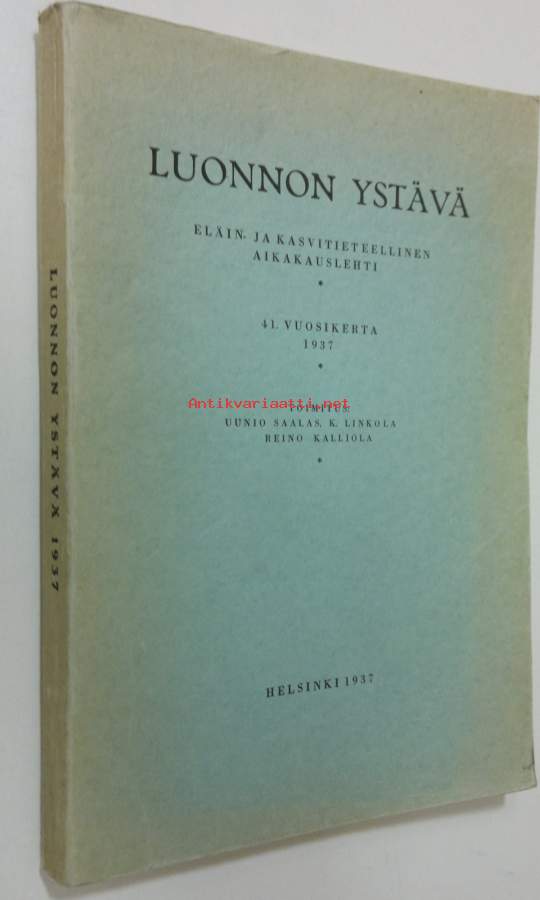 LUONNON YSTÄVÄ
ELÄIN- JA KASVITIETEELLINEN
AIKAKAUSLEHTI
*
41. VUOSIKERTA
1937
*
Antikvariaatti.net
TOIMITUS:
UUNIO SAALAS, K. LINKOLA
REINO KALLIOLA
*
HELSINKI 1937
LUONNON YSTÄVÄ 1937